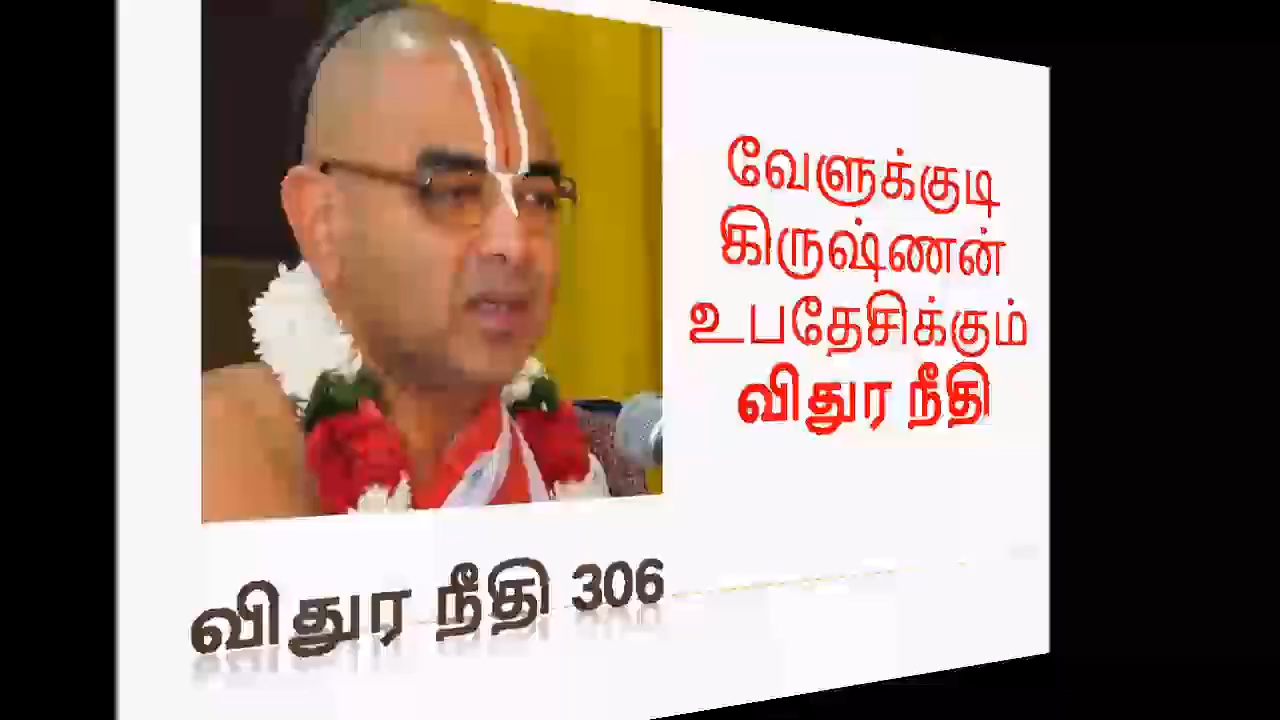 வேளுக்குடி
கிருஷ்ணன்
உபதேசிக்கும்
விதுர நீதி
விதுர நீதி 306